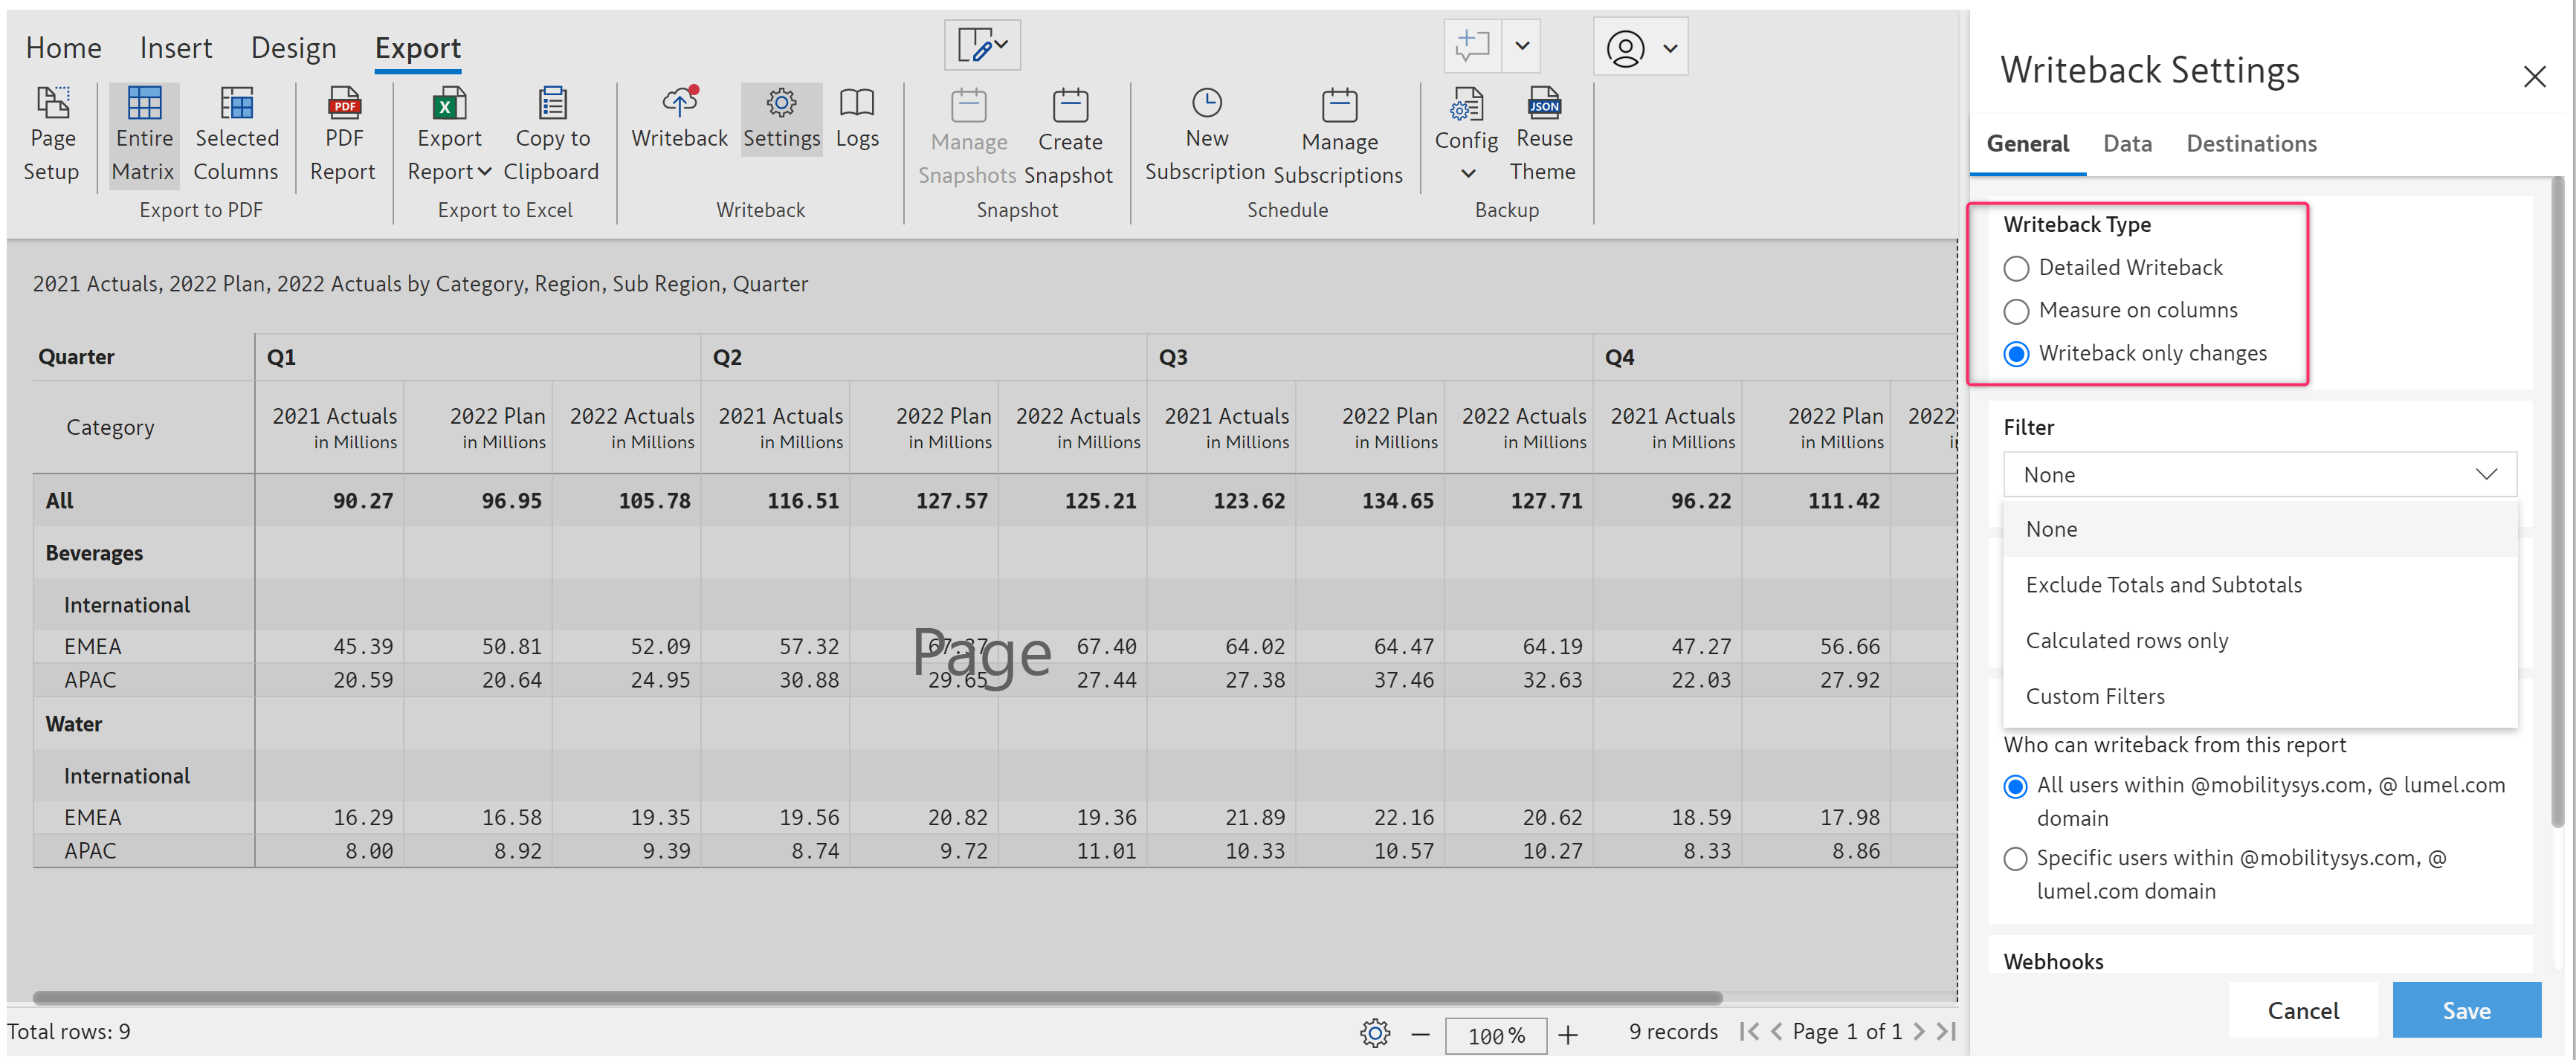 Home Insert Design Export
Page Setup
Entire Matrix
Selected Columns
Export to PDF
PDF
PDF Report
X
Export Report
Copy to Clipboard
Export to Excel
Writeback
Settings
Logs
Writeback
Manage Snapshots
Create Snapshot
Snapshot
New Subscription
Manage Subscriptions
Schedule
Config
JSON
Reuse Theme
Backup
2021 Actuals, 2022 Plan, 2022 Actuals by Category, Region, Sub Region, Quarter
Quarter Q1 Q2 Q3 Q4
Category 2021 Actuals 2022 Plan 2022 Actuals 2021 Actuals 2022 Plan 2022 Actuals 2021 Actuals 2022 Plan 2022 Actuals 2021 Actuals 2022 Plan 2022
in Millions in Millions in Millions in Millions in Millions in Millions in Millions in Millions in Millions in Millions in Millions
All 90.27 96.95 105.78 116.51 127.57 125.21 123.62 134.65 127.71 96.22 111.42
Beverages
International
EMEA 45.39 50.81 52.09 57.32 67.37 67.40 64.02 64.47 64.19 47.27 56.66
Page
APAC 20.59 20.64 24.95 30.88 29.65 27.44 27.38 37.46 32.63 22.03 27.92
Water
International
EMEA 16.29 16.58 19.35 19.56 20.82 19.36 21.89 22.16 20.62 18.59 17.98
APAC 8.00 8.92 9.39 8.74 9.72 11.01 10.33 10.57 10.27 8.33 8.86
Total rows: 9
100 %
9 records
Page 1 of 1
Writeback Settings
General Data Destinations
Writeback Type
Detailed Writeback
Measure on columns
Writeback only changes
Filter
None
None
Exclude Totals and Subtotals
Calculated rows only
Custom Filters
Who can writeback from this report
All users within @mobilitysys.com, @ lumel.com
domain
Specific users within @mobilitysys.com, @
lumel.com domain
Webhooks
Cancel Save